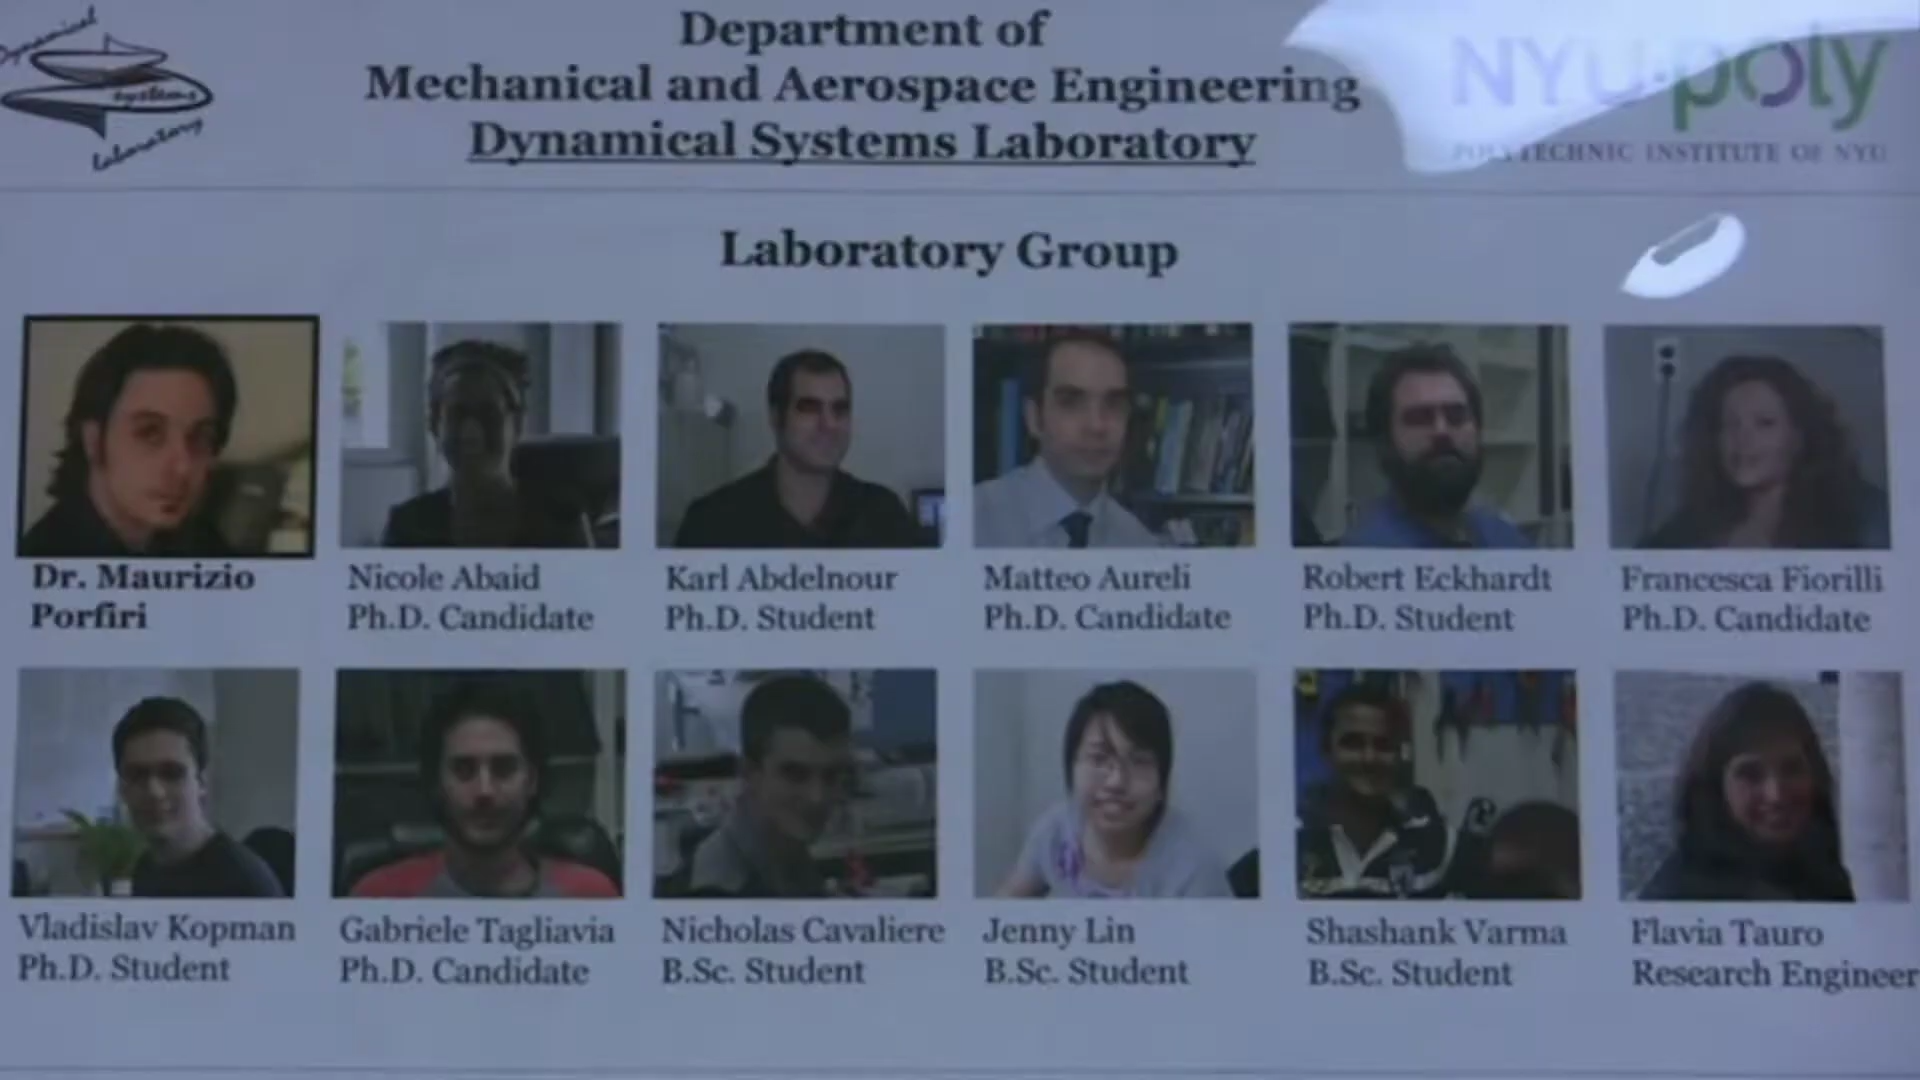 Dynamical
systems
Laboratory
Department of
Mechanical and Aerospace Engineering
Dynamical Systems Laboratory
NYU·poly
POLYTECHNIC INSTITUTE OF NYU
Laboratory Group
Dr. Maurizio
Porfiri
Nicole Abaid
Ph.D. Candidate
Karl Abdelnour
Ph.D. Student
Matteo Aureli
Ph.D. Candidate
Robert Eckhardt
Ph.D. Student
Francesca Fiorilli
Ph.D. Candidate
Vladislav Kopman
Ph.D. Student
Gabriele Tagliavia
Ph.D. Candidate
Nicholas Cavaliere
B.Sc. Student
Jenny Lin
B.Sc. Student
Shashank Varma
B.Sc. Student
Flavia Tauro
Research Engineer